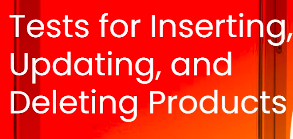 Tests for Inserting,
Updating, and
Deleting Products